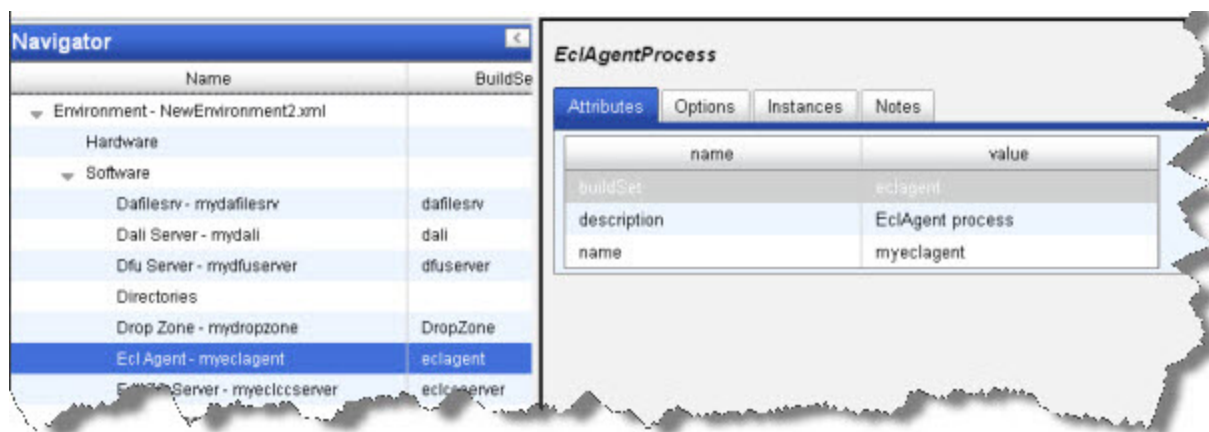 Navigator
Name BuildSe
Environment - NewEnvironment2.xml
Hardware
Software
Dafilesrv - mydafilesrv dafilesrv
Dali Server - mydali dali
Dfu Server - mydfuserver dfuserver
Directories
Drop Zone - mydropzone DropZone
Ecl Agent - myeclagent eclagent
Server - myeclccserver eclccserver
EclAgentProcess
Attributes Options Instances Notes
name value
buildSet eclagent
description EclAgent process
name myeclagent